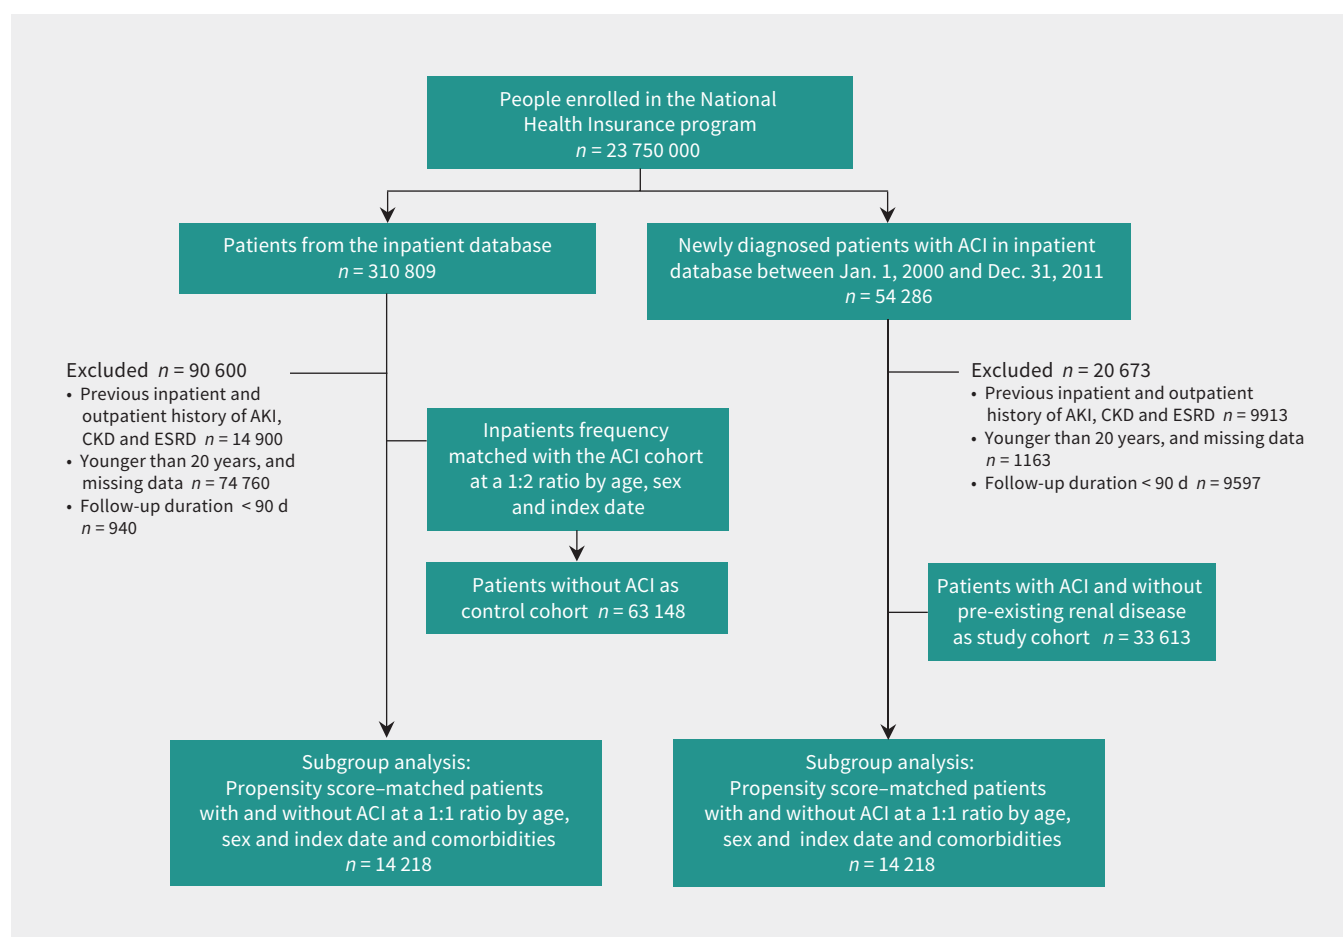 People enrolled in the National
Health Insurance program
n = 23 750 000
Patients from the inpatient database
n = 310 809
Newly diagnosed patients with ACI in inpatient
database between Jan. 1, 2000 and Dec. 31, 2011
n = 54 286
Excluded n = 90 600
• Previous inpatient and
outpatient history of AKI,
CKD and ESRD n = 14 900
• Younger than 20 years, and
missing data n = 74 760
• Follow-up duration < 90 d
n = 940
Excluded n = 20 673
• Previous inpatient and outpatient
history of AKI, CKD and ESRD n = 9913
• Younger than 20 years, and missing data
n = 1163
• Follow-up duration < 90 d n = 9597
Inpatients frequency
matched with the ACI cohort
at a 1:2 ratio by age, sex
and index date
Patients without ACI as
control cohort n = 63 148
Patients with ACI and without
pre-existing renal disease
as study cohort n = 33 613
Subgroup analysis:
Propensity score–matched patients
with and without ACI at a 1:1 ratio by age,
sex and index date and comorbidities
n = 14 218
Subgroup analysis:
Propensity score–matched patients
with and without ACI at a 1:1 ratio by age,
sex and index date and comorbidities
n = 14 218